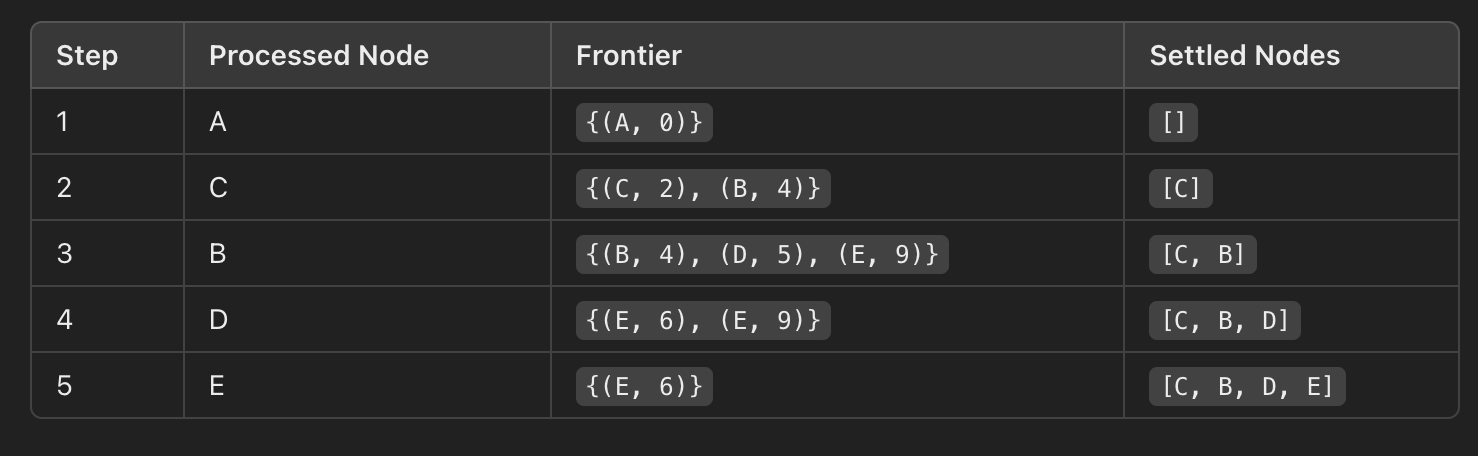 Step Processed Node Frontier Settled Nodes
1 A {(A, 0)} []
2 C {(C, 2), (B, 4)} [C]
3 B {(B, 4), (D, 5), (E, 9)} [C, B]
4 D {(E, 6), (E, 9)} [C, B, D]
5 E {(E, 6)} [C, B, D, E]